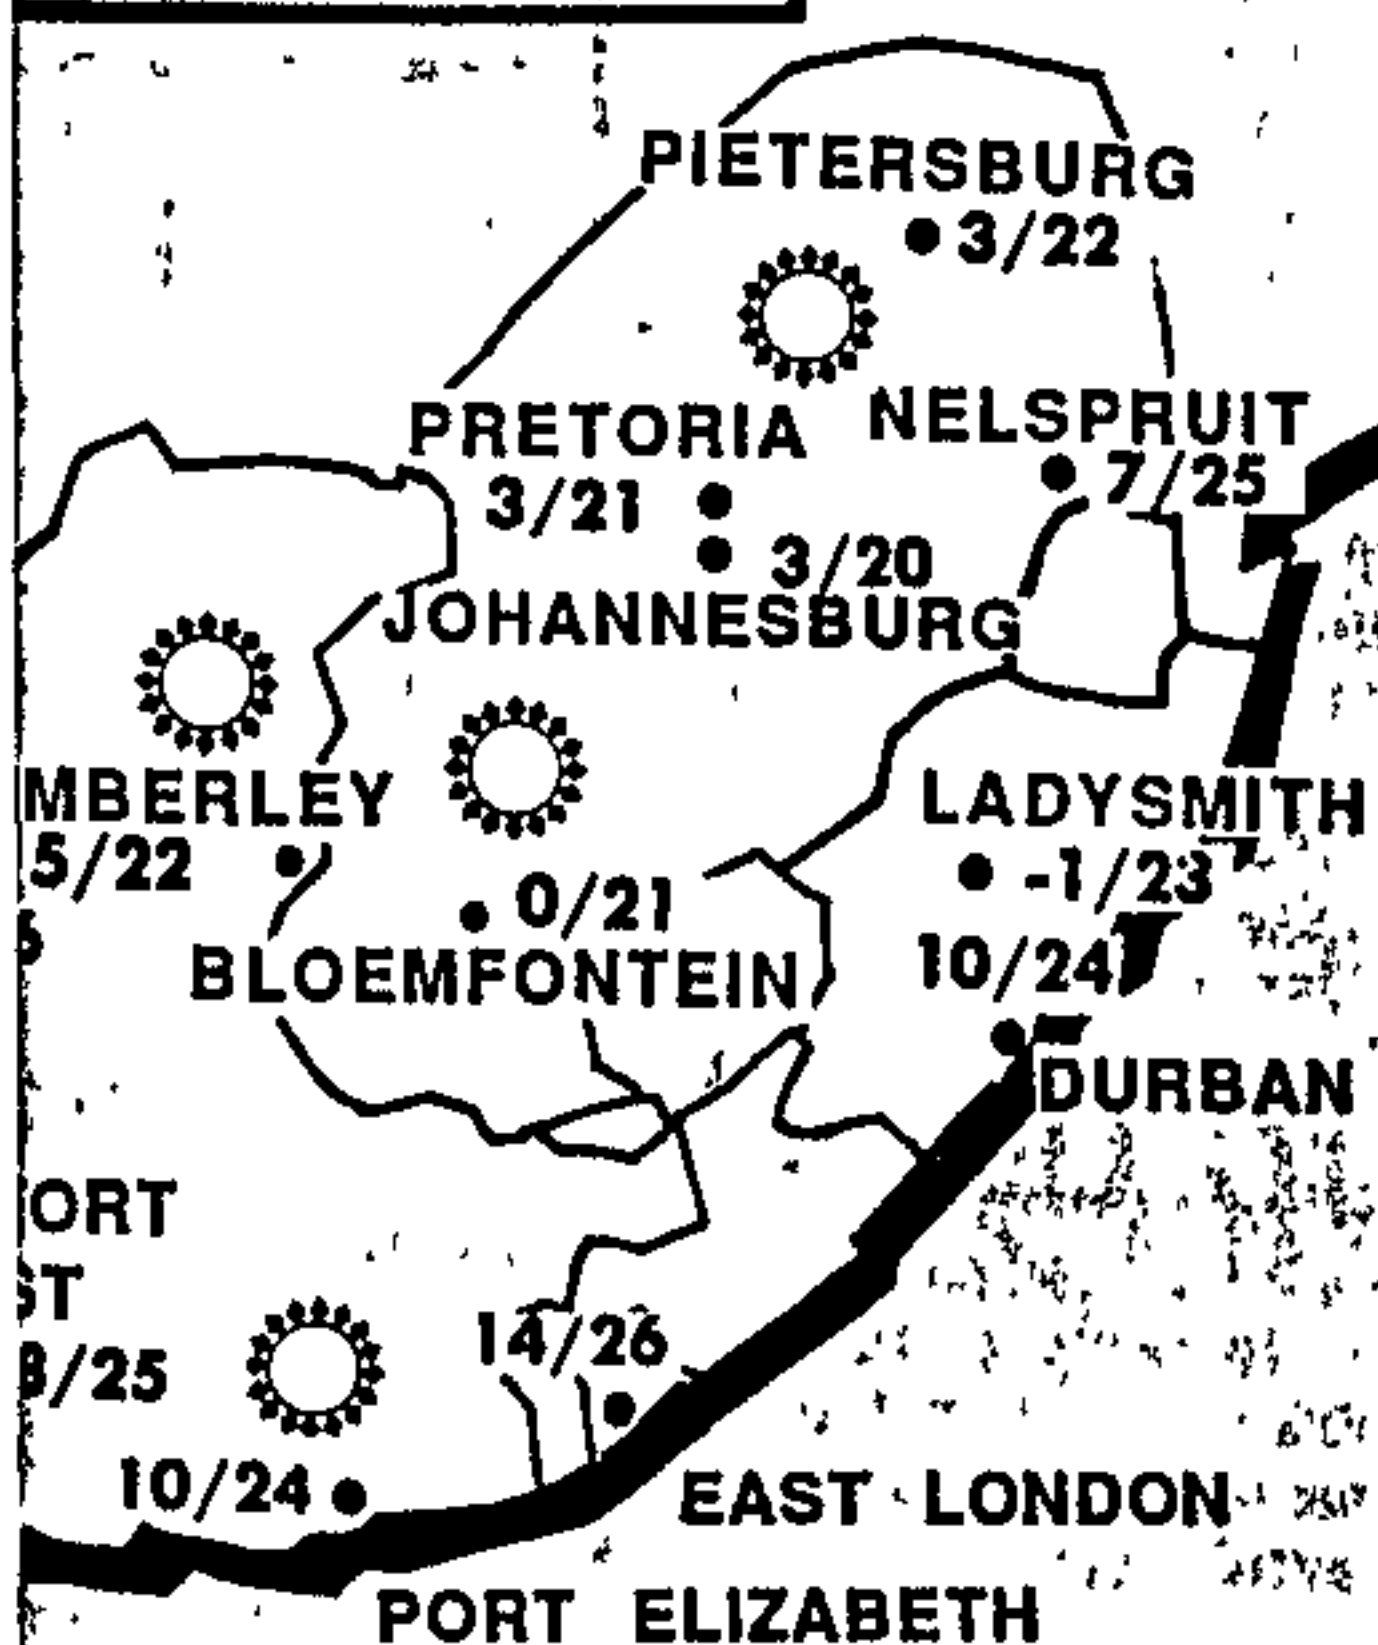 PIETERSBURG
3/22
PRETORIA
NELSPRUIT
3/21
7/25
3/20
JOHANNESBURG
MBERLEY
LADYSMITH
5/22
-1/23
0/21
10/24
BLOEMFONTEIN
DURBAN
ORT
ST
/25
14/26
10/24
EAST LONDON
PORT ELIZABETH